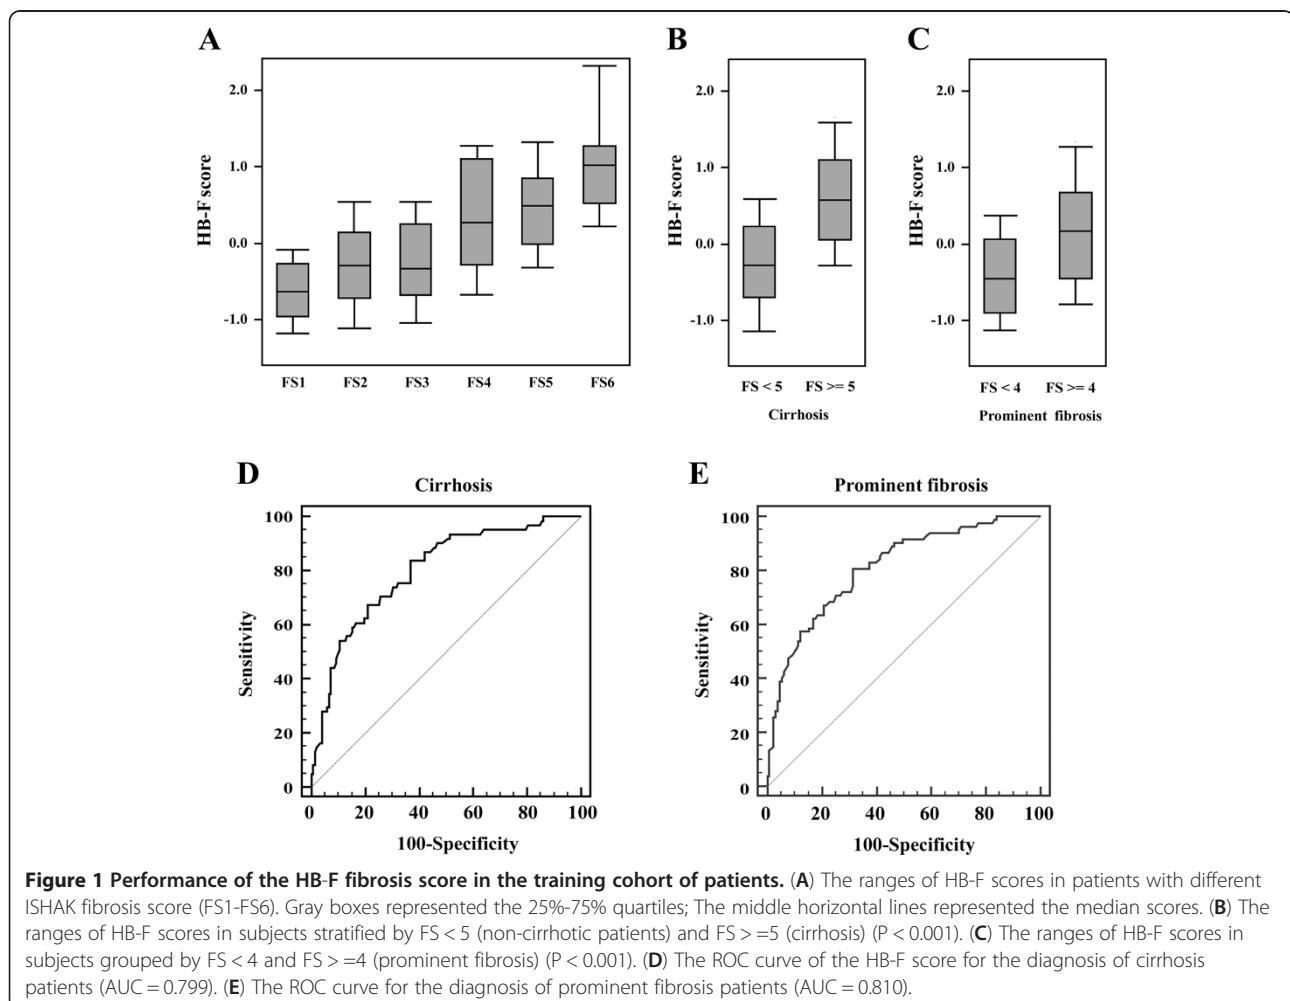 A
B
C
2.0
1.0
0.0
-1.0
HB-F score
FS1 FS2 FS3 FS4 FS5 FS6
2.0
1.0
0.0
-1.0
HB-F score
FS < 5 FS >= 5
Cirrhosis
2.0
1.0
0.0
-1.0
HB-F score
FS < 4 FS >= 4
Prominent fibrosis
D
Cirrhosis
100
80
60
40
20
0
Sensitivity
0 20 40 60 80 100
100-Specificity
E
Prominent fibrosis
100
80
60
40
20
0
Sensitivity
0 20 40 60 80 100
100-Specificity
Figure 1 Performance of the HB-F fibrosis score in the training cohort of patients. (A) The ranges of HB-F scores in patients with different
ISHAK fibrosis score (FS1-FS6). Gray boxes represented the 25%-75% quartiles; The middle horizontal lines represented the median scores. (B) The
ranges of HB-F scores in subjects stratified by FS < 5 (non-cirrhotic patients) and FS > =5 (cirrhosis) (P < 0.001). (C) The ranges of HB-F scores in
subjects grouped by FS < 4 and FS > =4 (prominent fibrosis) (P < 0.001). (D) The ROC curve of the HB-F score for the diagnosis of cirrhosis
patients (AUC = 0.799). (E) The ROC curve for the diagnosis of prominent fibrosis patients (AUC = 0.810).